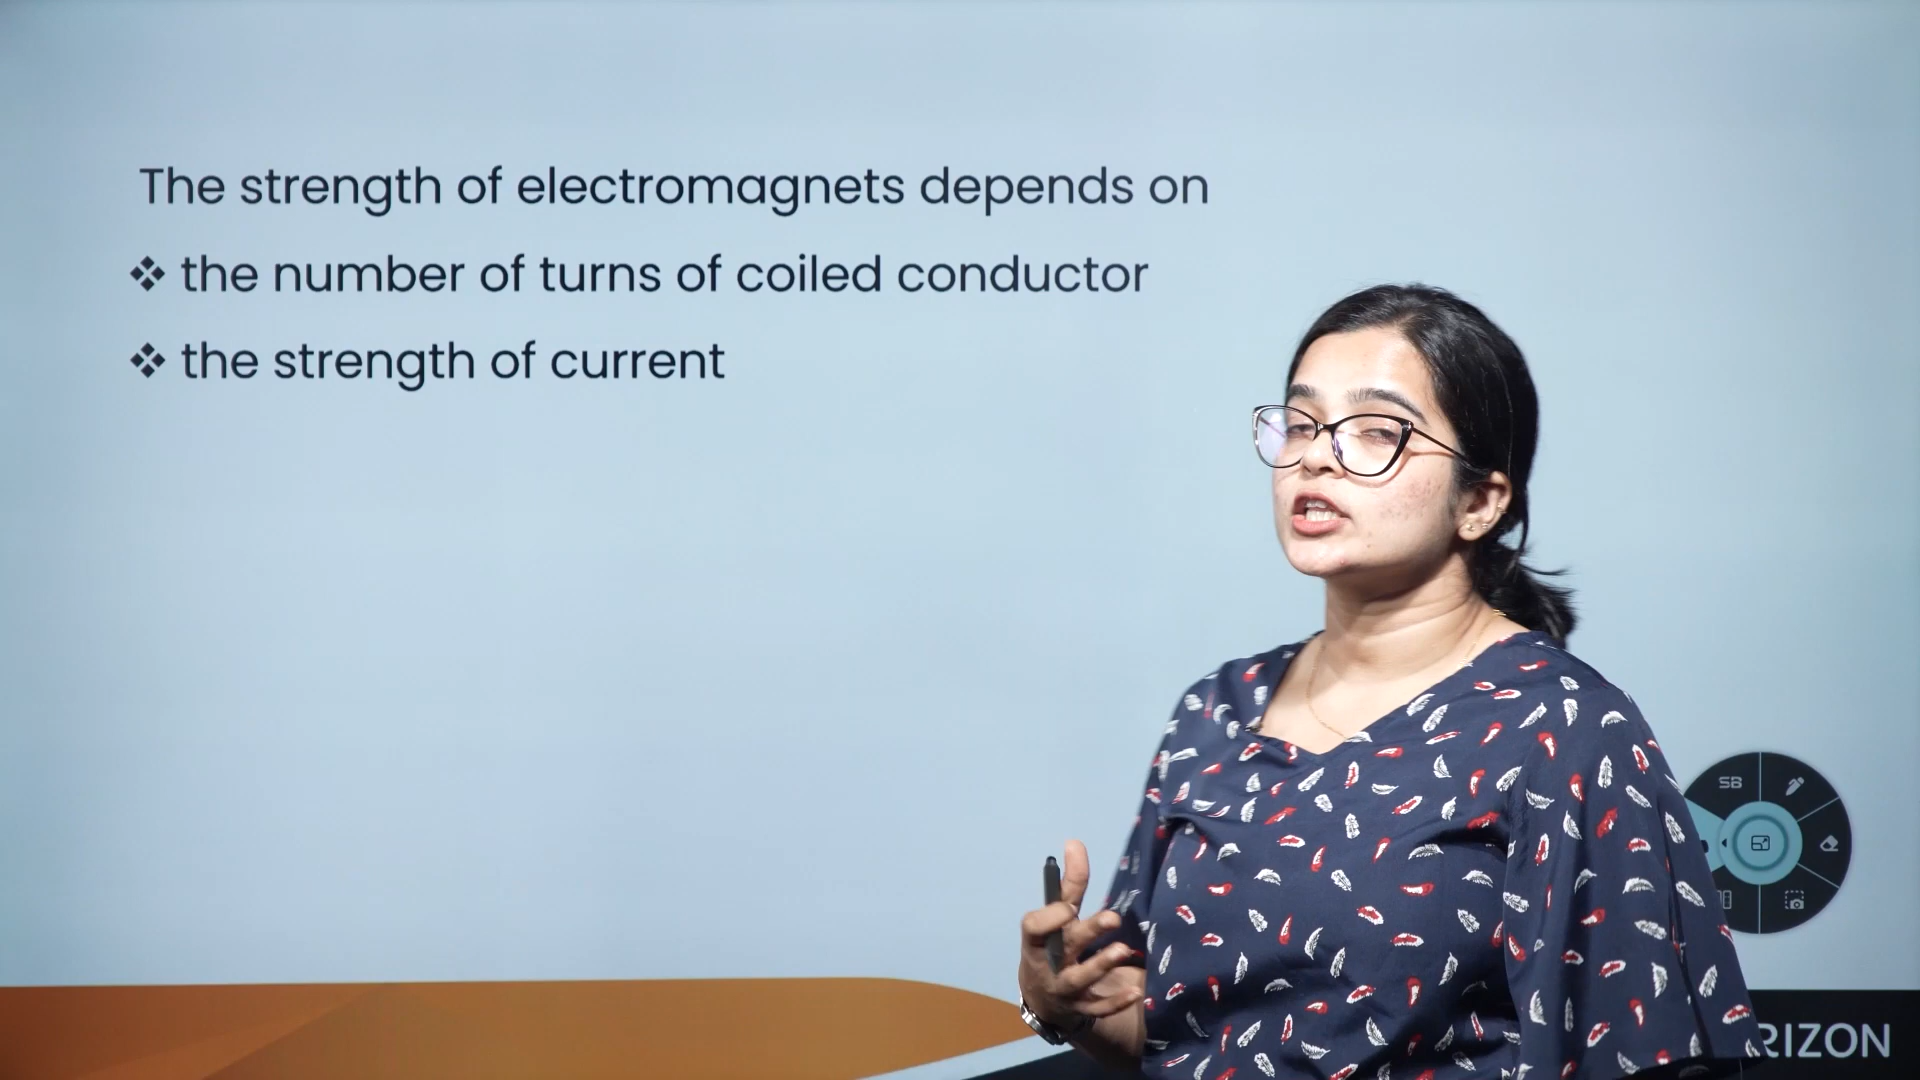 The strength of electromagnets depends on
❖ the number of turns of coiled conductor
❖ the strength of current
SB
RIZON